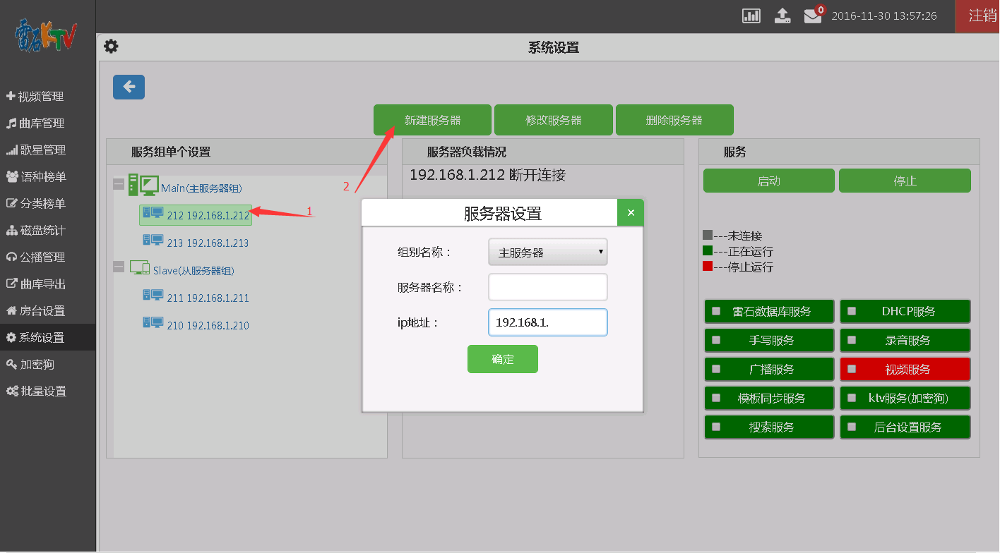 雷石KTV
0
2016-11-30 13:57:26
注销
系统设置
视频管理
曲库管理
歌星管理
语种榜单
分类榜单
磁盘统计
公播管理
曲库导出
房台设置
系统设置
加密狗
批量设置
新建服务器
修改服务器
删除服务器
服务组单个设置
Main(主服务器组)
212 192.168.1.212
213 192.168.1.213
Slave(从服务器组)
211 192.168.1.211
210 192.168.1.210
1
2
服务器负载情况
192.168.1.212 断开连接
服务器设置
×
组别名称：
主服务器
服务器名称：
ip地址：
192.168.1.
确定
服务
启动
停止
---未连接
---正在运行
---停止运行
雷石数据库服务
DHCP服务
手写服务
录音服务
广播服务
视频服务
模板同步服务
ktv服务(加密狗)
搜索服务
后台设置服务